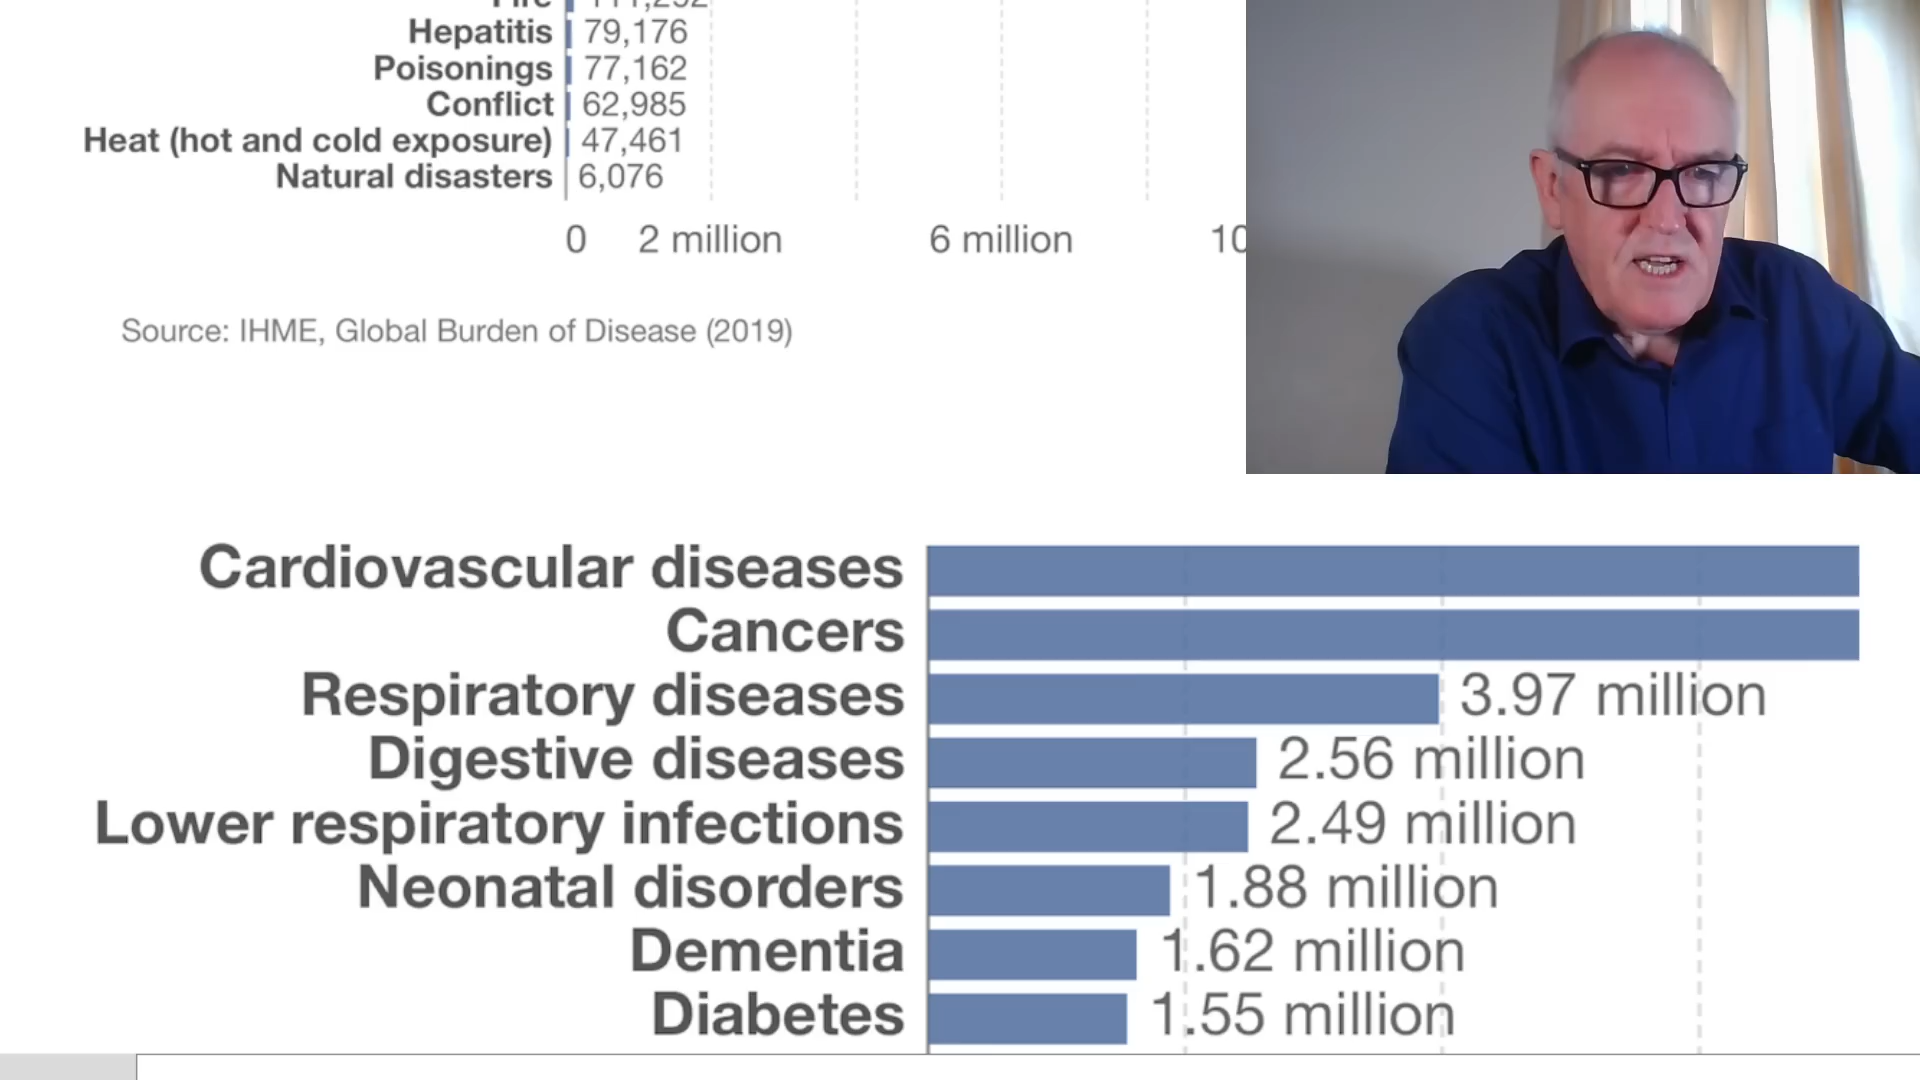 Hepatitis 79,176
Poisonings 77,162
Conflict 62,985
Heat (hot and cold exposure) 47,461
Natural disasters 6,076
0 2 million 6 million 10
Source: IHME, Global Burden of Disease (2019)
Cardiovascular diseases
Cancers
Respiratory diseases 3.97 million
Digestive diseases 2.56 million
Lower respiratory infections 2.49 million
Neonatal disorders 1.88 million
Dementia 1.62 million
Diabetes 1.55 million